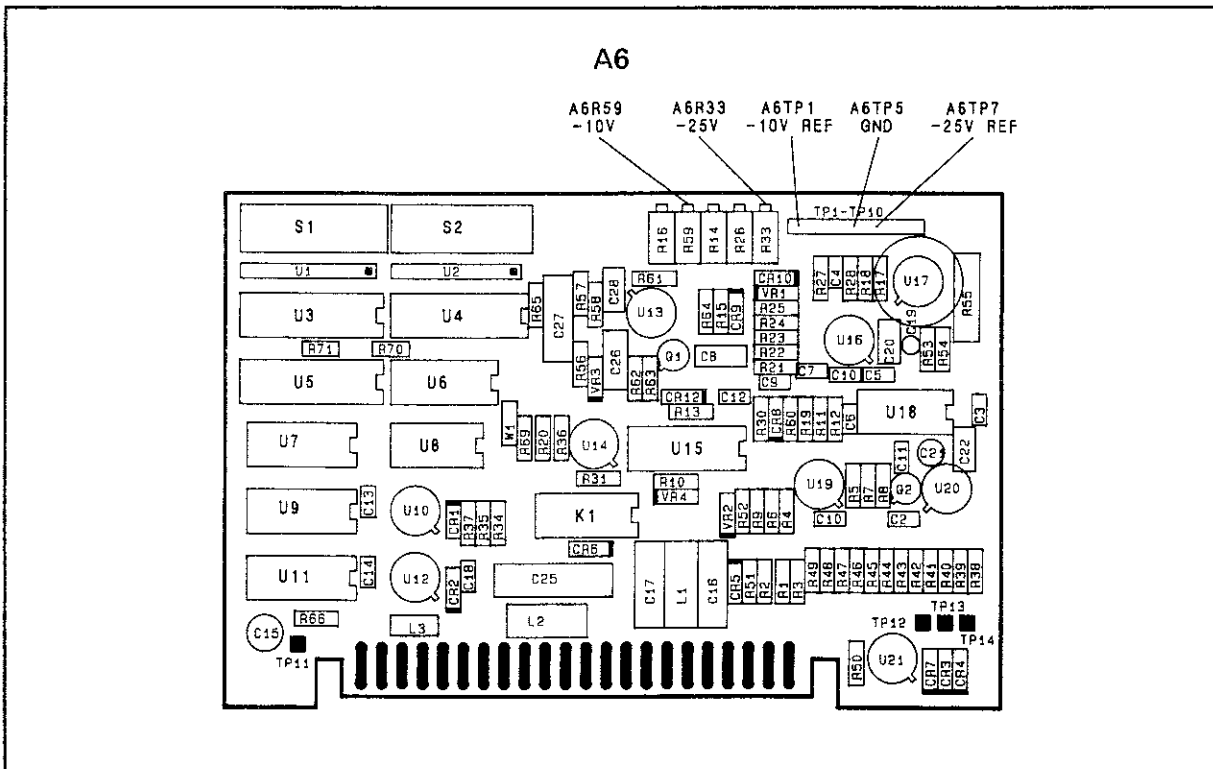 A6
A6R59 A6R33 A6TP1 A6TP5 A6TP7
-10V -25V -10V REF GND -25V REF
S1 S2 R16 R59 R14 R26 R33 TP1-TP10
U1 U2
U3 U4 R65 C27 R57 R58 C28 R61 U13 R64 R15 CR9
CR10
VR1
R25
R24
R23
R22
R21
C9
R27 C4 R28 R18 R17 U17 R55
U16 C20 C19 R53 R54
R71 R70
U5 U6 R56 VR3 C26 R62 R63 Q1 C8 C7 C10 C5
CR12 C12
R13
R30 CR8 R60 R19 R11 R12 C6 U18 C3
U7 U8 W1 R69 R20 R36 U14 U15 C11 C21 C22
R31 R10
VR4
U19 R5 R7 R8 Q2 U20
U9 C13 U10 CR1 R37 R35 R34 K1 VR2 R52 R9 R6 R4 C10 C2
CR6
U11 C14 U12 CR2 C18 C25 C17 L1 C16 CR5 R51 R2 R1 R3 R49 R48 R47 R46 R45 R44 R43 R42 R41 R40 R39 R38
C15 R66 L3 L2
TP11
TP12 TP13 TP14
R50 U21 CR7 CR3 CR4